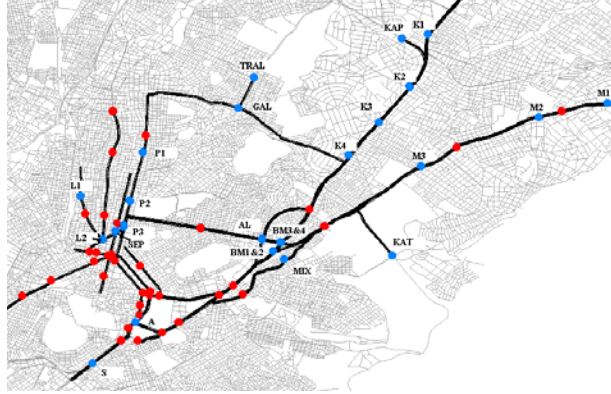 KAP
K1
TRAL
K2
M1
GAL
M2
K3
P1
K4
M3
L1
P2
AL
BM3&4
P3
L2
SEP
BM1&2
KAT
MIX
A
S